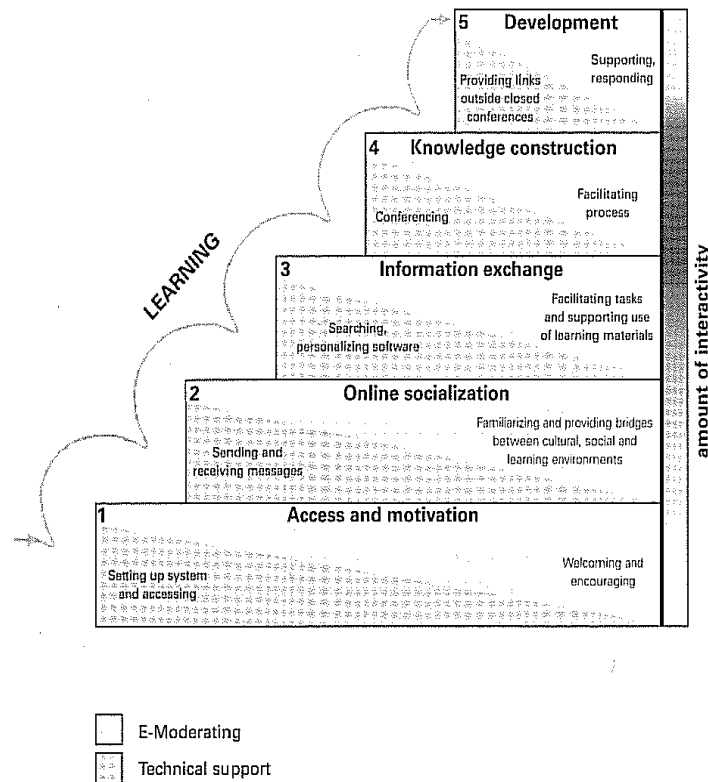 5 Development
Supporting,
responding
Providing links
outside closed
conferences
4 Knowledge construction
Facilitating
process
Conferencing
LEARNING
3 Information exchange
Facilitating tasks
and supporting use
of learning materials
Searching,
personalizing software
amount of interactivity
2 Online socialization
Familiarizing and providing bridges
between cultural, social and
learning environments
Sending and
receiving messages
1 Access and motivation
Welcoming and
encouraging
Setting up system
and accessing
E-Moderating
Technical support